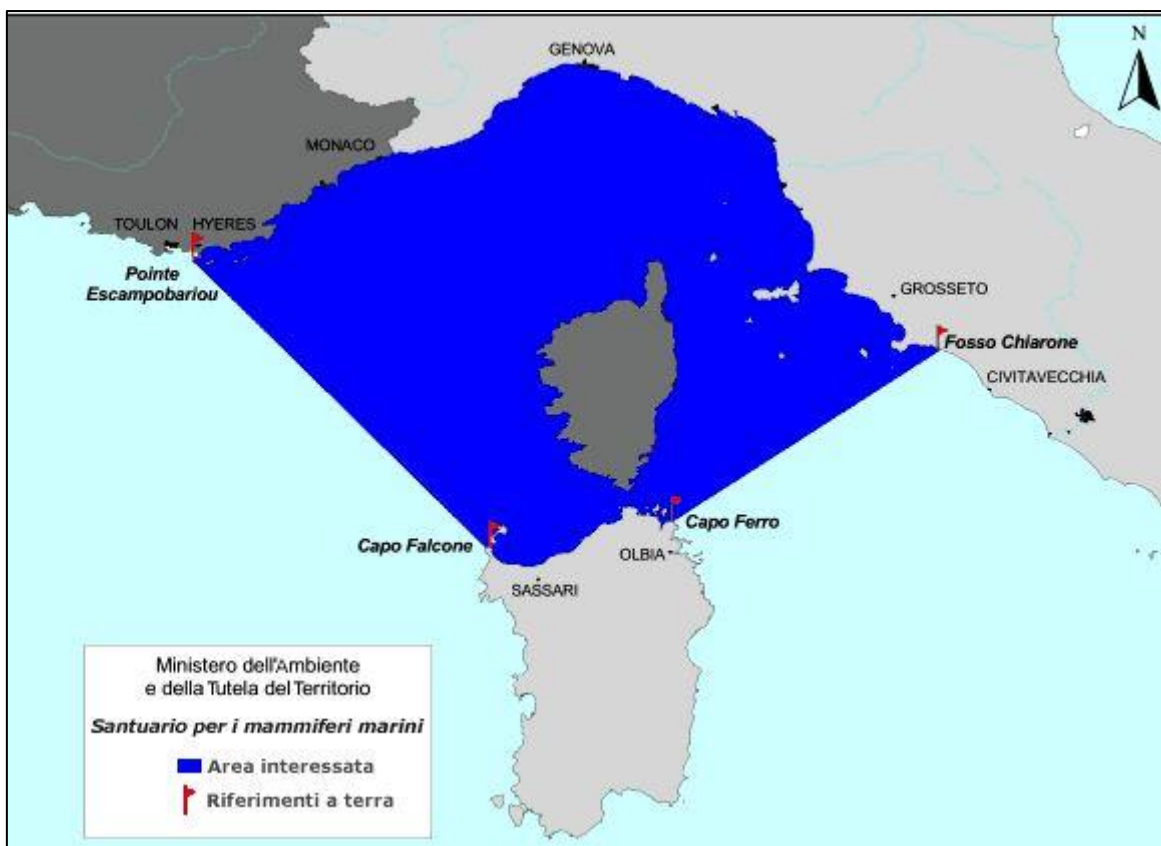 N
GENOVA
MONACO
TOULON HYERES
Pointe
Escampobariou
GROSSETO
Fosso Chiarone
CIVITAVECCHIA
Capo Falcone
Capo Ferro
OLBIA
SASSARI
Ministero dell'Ambiente
e della Tutela del Territorio
Santuario per i mammiferi marini
Area interessata
Riferimenti a terra